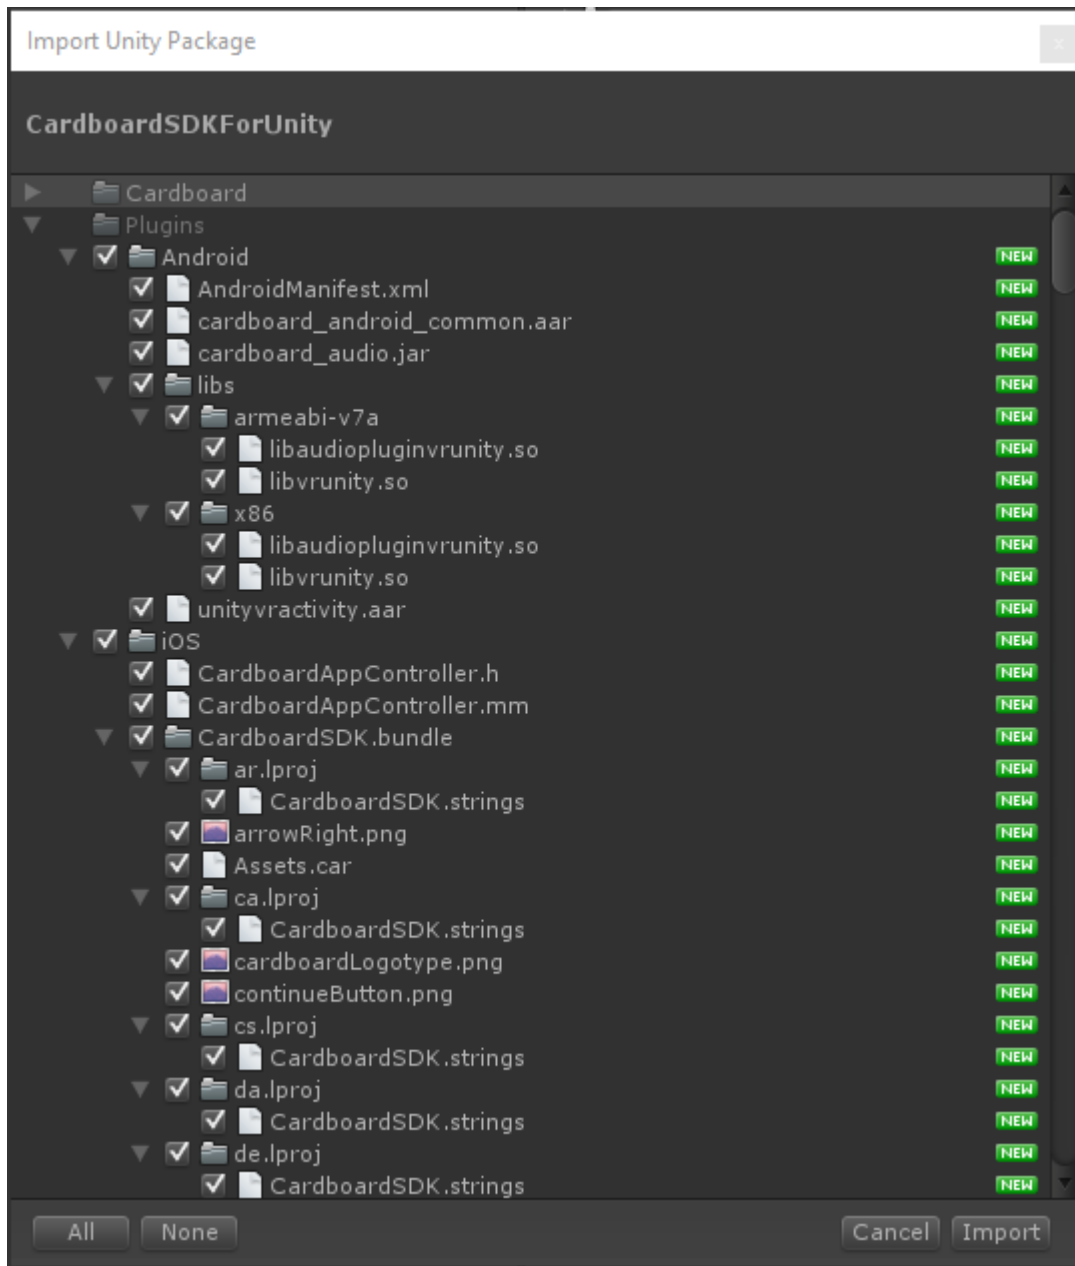 Import Unity Package
x
CardboardSDKForUnity
Cardboard
Plugins
Android NEW
AndroidManifest.xml NEW
cardboard_android_common.aar NEW
cardboard_audio.jar NEW
libs NEW
armeabi-v7a NEW
libaudiopluginvrunity.so NEW
libvrunity.so NEW
x86 NEW
libaudiopluginvrunity.so NEW
libvrunity.so NEW
unityvractivity.aar NEW
iOS NEW
CardboardAppController.h NEW
CardboardAppController.mm NEW
CardboardSDK.bundle NEW
ar.lproj NEW
CardboardSDK.strings NEW
arrowRight.png NEW
Assets.car NEW
ca.lproj NEW
CardboardSDK.strings NEW
cardboardLogotype.png NEW
continueButton.png NEW
cs.lproj NEW
CardboardSDK.strings NEW
da.lproj NEW
CardboardSDK.strings NEW
de.lproj NEW
CardboardSDK.strings NEW
All None Cancel Import